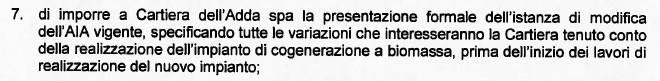 7. di imporre a Cartiera dell'Adda spa la presentazione formale dell'istanza di modifica
dell'AIA vigente, specificando tutte le variazioni che interesseranno la Cartiera tenuto conto
della realizzazione dell'impianto di cogenerazione a biomassa, prima dell'inizio dei lavori di
realizzazione del nuovo impianto;